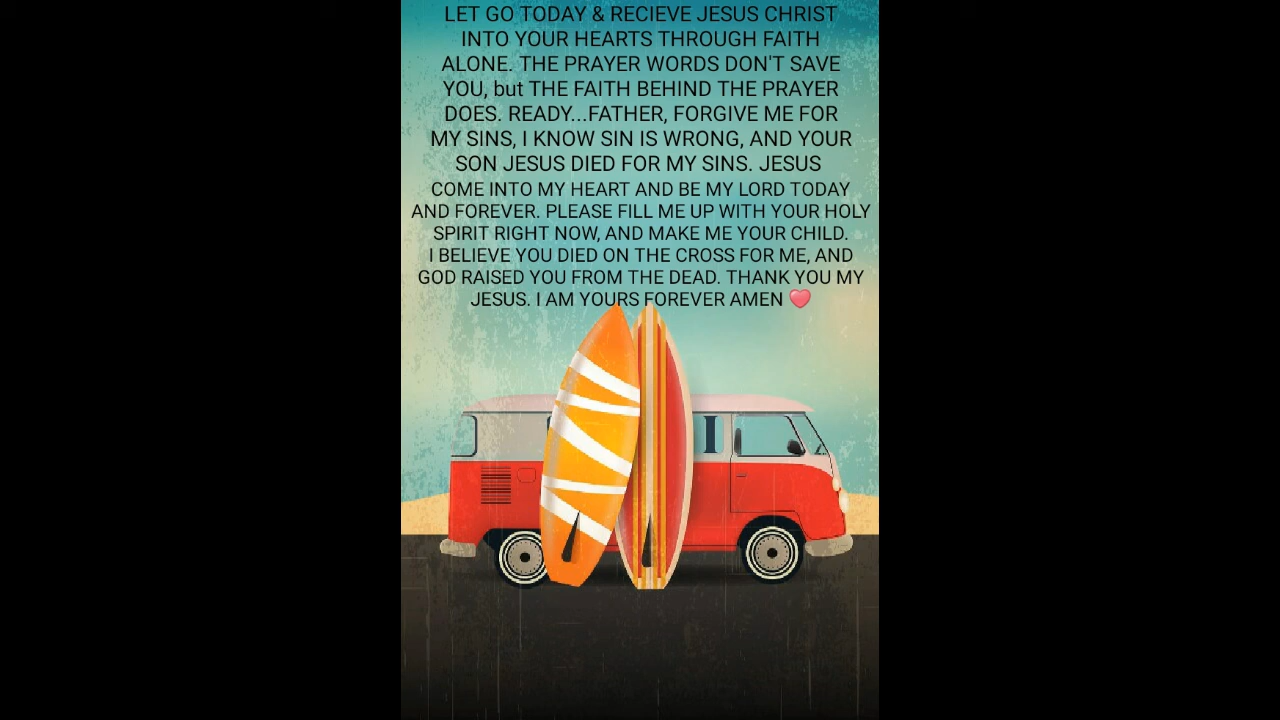 LET GO TODAY & RECIEVE JESUS CHRIST
INTO YOUR HEARTS THROUGH FAITH
ALONE. THE PRAYER WORDS DON'T SAVE
YOU, but THE FAITH BEHIND THE PRAYER
DOES. READY...FATHER, FORGIVE ME FOR
MY SINS, I KNOW SIN IS WRONG, AND YOUR
SON JESUS DIED FOR MY SINS. JESUS
COME INTO MY HEART AND BE MY LORD TODAY
AND FOREVER. PLEASE FILL ME UP WITH YOUR HOLY
SPIRIT RIGHT NOW, AND MAKE ME YOUR CHILD.
I BELIEVE YOU DIED ON THE CROSS FOR ME, AND
GOD RAISED YOU FROM THE DEAD. THANK YOU MY
JESUS. I AM YOURS FOREVER AMEN ❤️
I